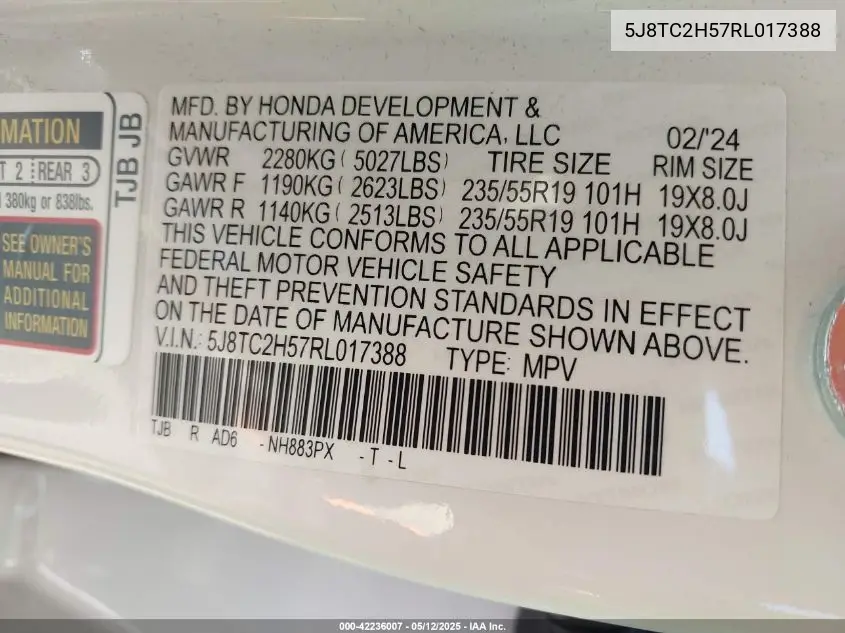 5J8TC2H57RL017388
MFD. BY HONDA DEVELOPMENT &
MANUFACTURING OF AMERICA, LLC 02/'24
GVWR 2280KG ( 5027LBS) TIRE SIZE RIM SIZE
GAWR F 1190KG ( 2623LBS) 235/55R19 101H 19X8.0J
GAWR R 1140KG ( 2513LBS) 235/55R19 101H 19X8.0J
THIS VEHICLE CONFORMS TO ALL APPLICABLE
FEDERAL MOTOR VEHICLE SAFETY
AND THEFT PREVENTION STANDARDS IN EFFECT
ON THE DATE OF MANUFACTURE SHOWN ABOVE.
V.I.N.: 5J8TC2H57RL017388 TYPE: MPV
TJB R AD6 -NH883PX -T-L
MATION
T 2 REAR 3
380kg or 838lbs.
SEE OWNER'S
MANUAL FOR
ADDITIONAL
INFORMATION
TJB JB
000-42236007 - 05/12/2025 - IAA Inc.